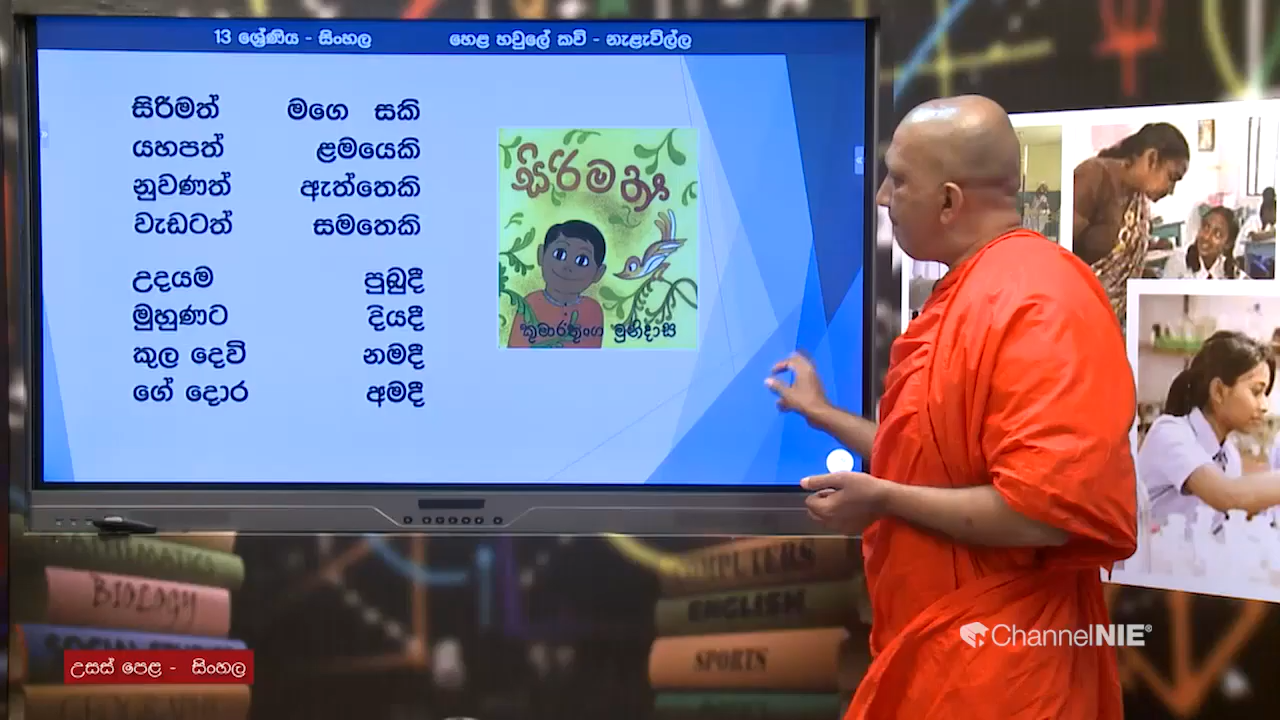 13 ශ්‍රේණිය - සිංහල හෙළ හවුලේ කවි - නැළැවිල්ල
සිරිමත් මගෙ සකි
යහපත් ළමයෙකි
නුවණත් ඇත්තෙකි
වැඩටත් සමතෙකි
උදයම පුබුදී
මුහුණට දියදී
කුල දෙවි නමදී
ගේ දොර අමදී
සිරිමත්
කුමාරතුංග මුනිදාස
MATHEMATICS
BIOLOGY
COMPUTERS
ENGLISH
SPORTS
උසස් පෙළ - සිංහල
ChannelNIE